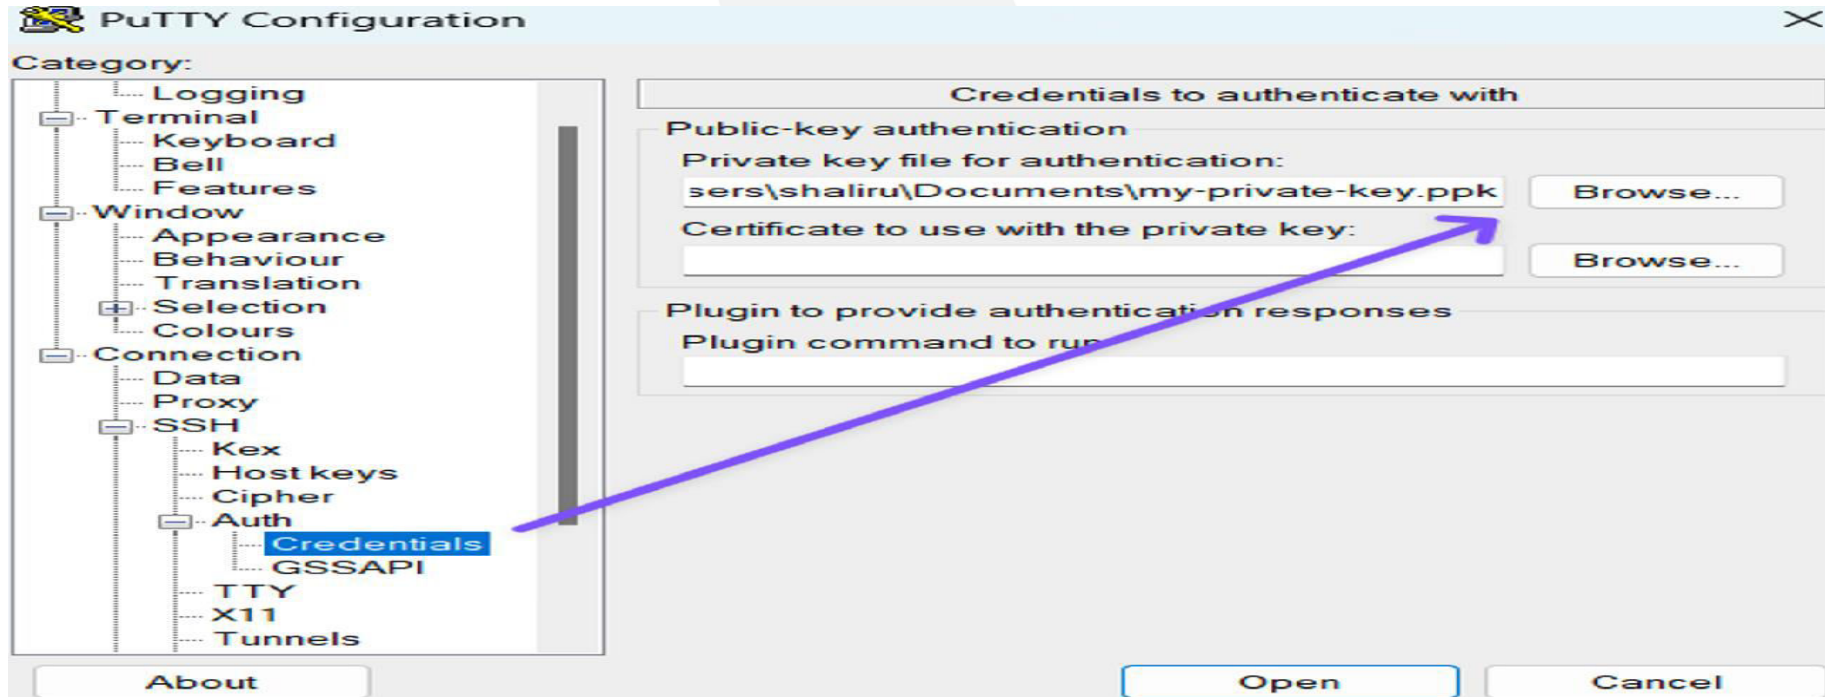 PuTTY Configuration
Category:
Logging
Terminal
Keyboard
Bell
Features
Window
Appearance
Behaviour
Translation
Selection
Colours
Connection
Data
Proxy
SSH
Kex
Host keys
Cipher
Auth
Credentials
GSSAPI
TTY
X11
Tunnels
Credentials to authenticate with
Public-key authentication
Private key file for authentication:
sers\shaliru\Documents\my-private-key.ppk Browse...
Certificate to use with the private key:
Browse...
Plugin to provide authentication responses
Plugin command to run
About Open Cancel